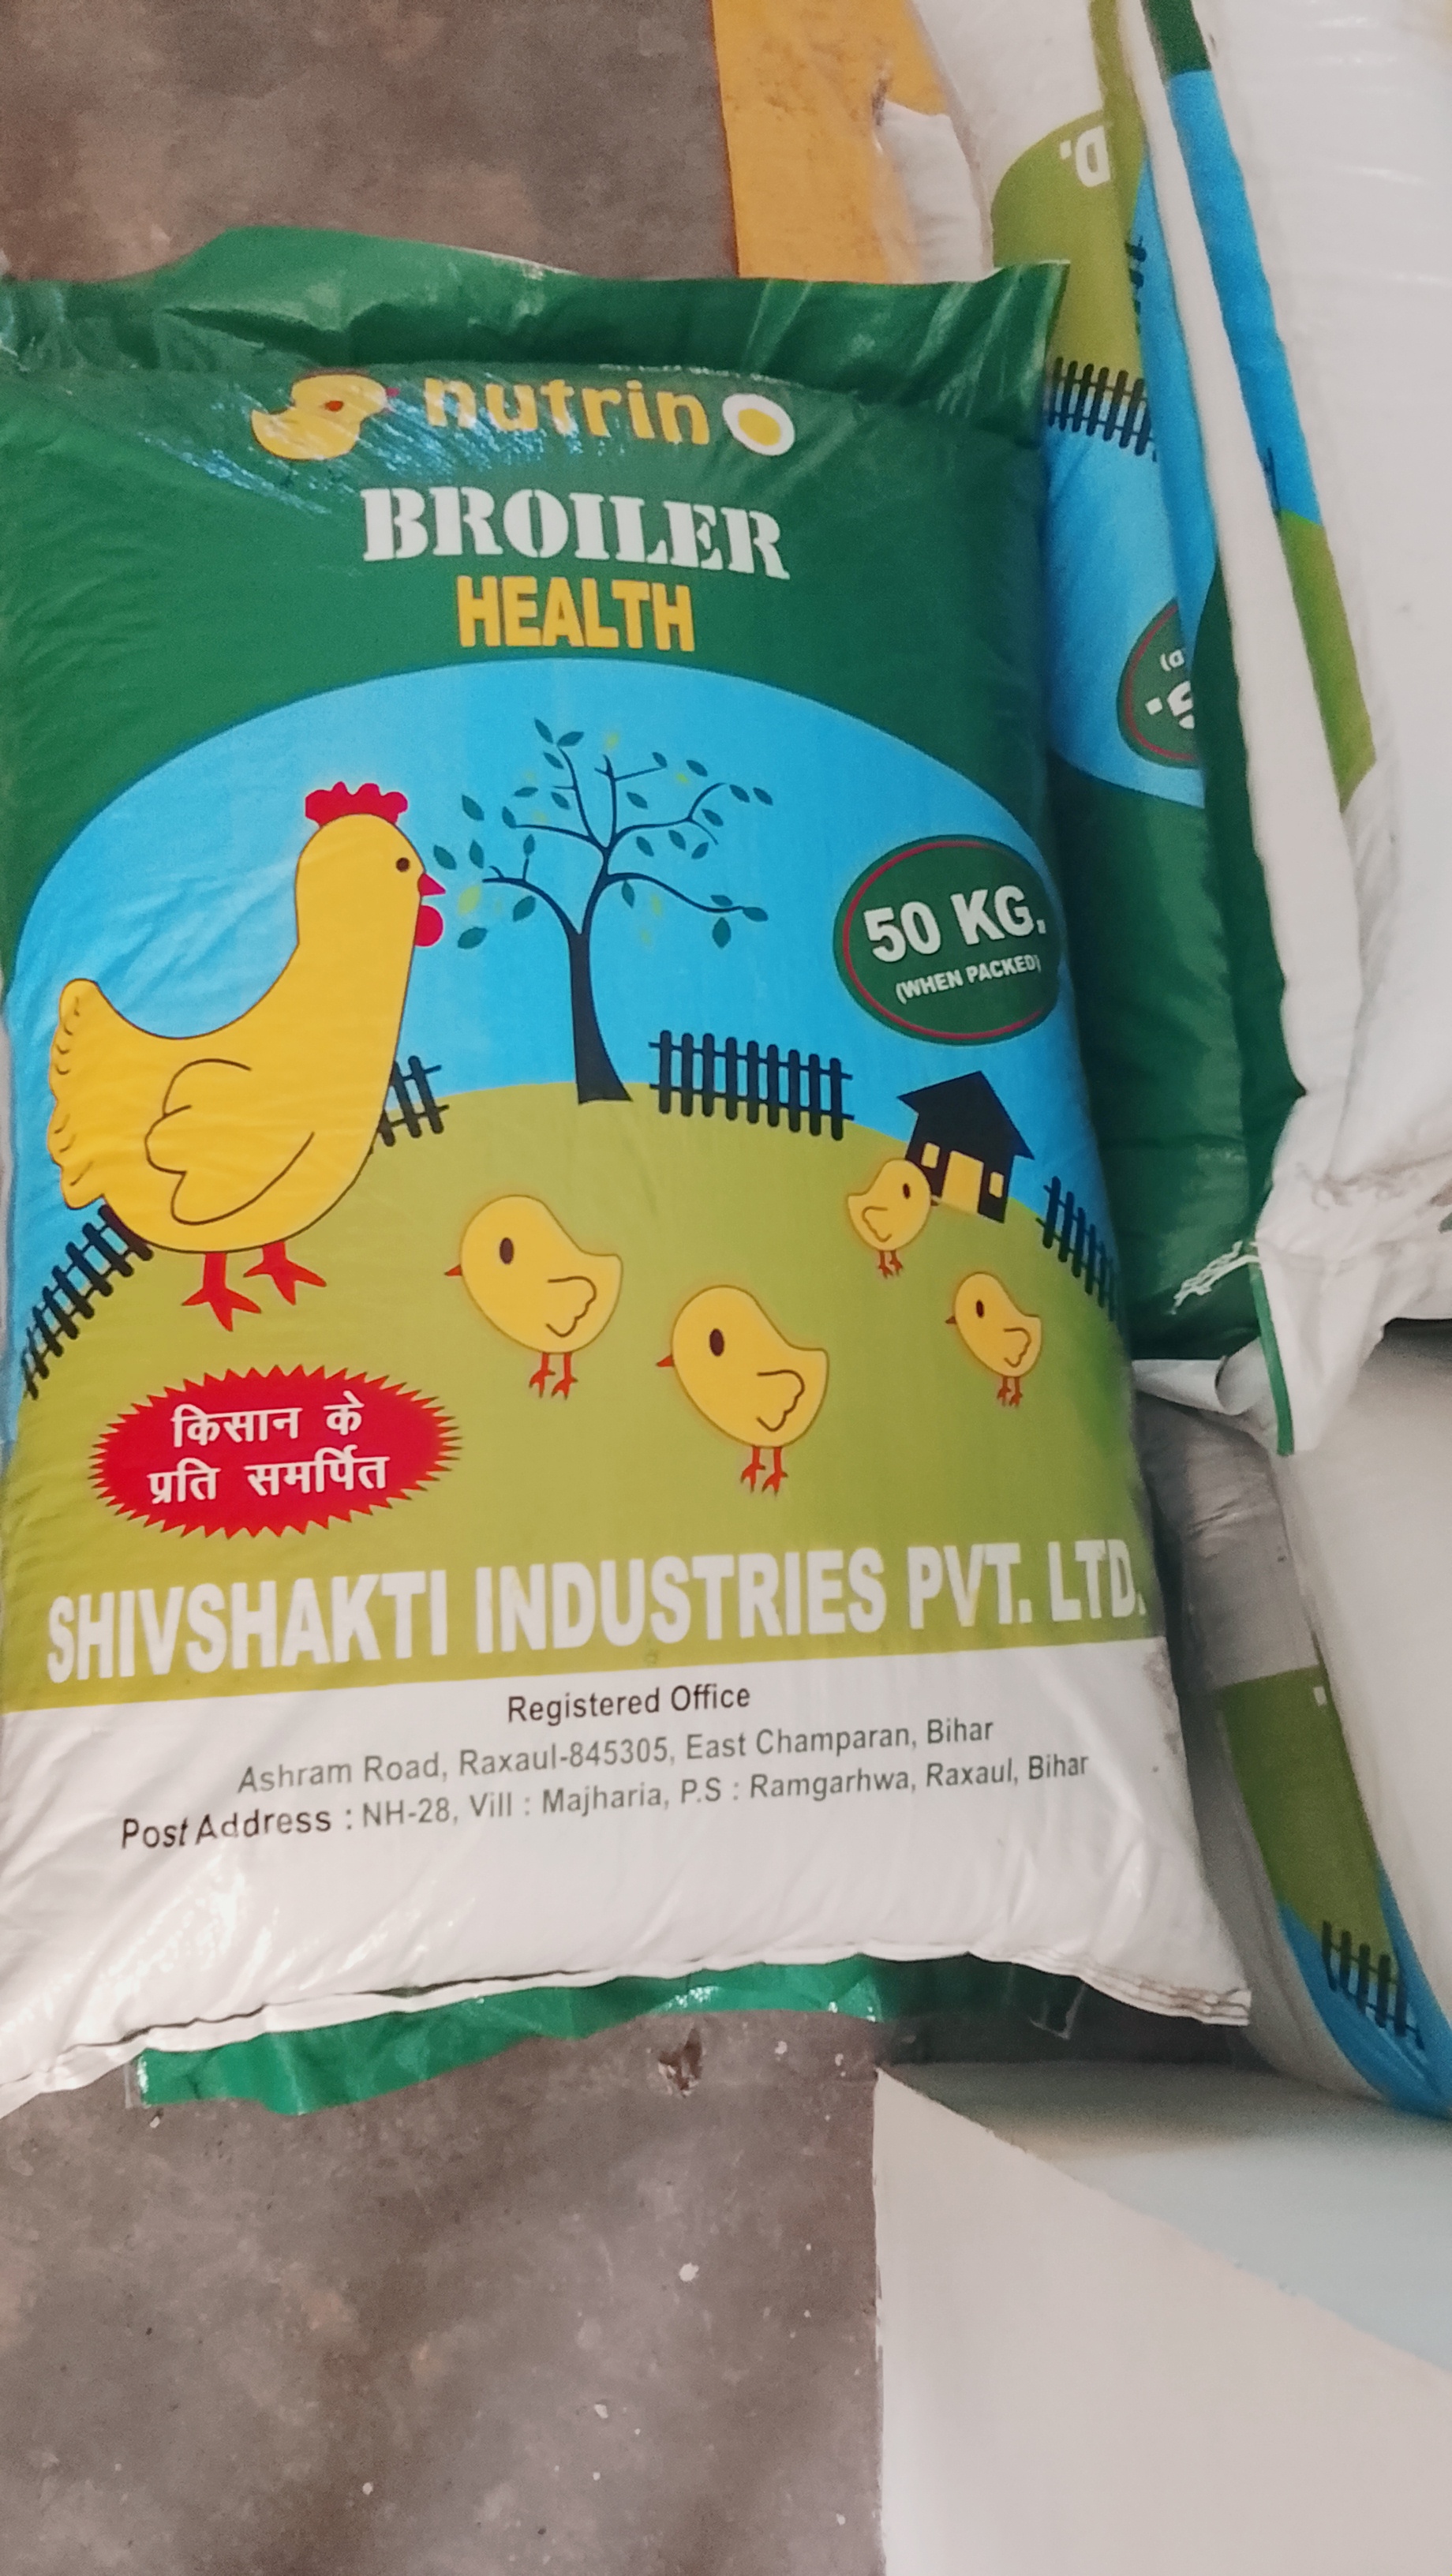 nutrin
BROILER
HEALTH
50 KG.
(WHEN PACKED)
किसान के
प्रति समर्पित
SHIVSHAKTI INDUSTRIES PVT. LTD.
Registered Office
Ashram Road, Raxaul-845305, East Champaran, Bihar
Post Address : NH-28, Vill : Majharia, P.S : Ramgarhwa, Raxaul, Bihar
D.